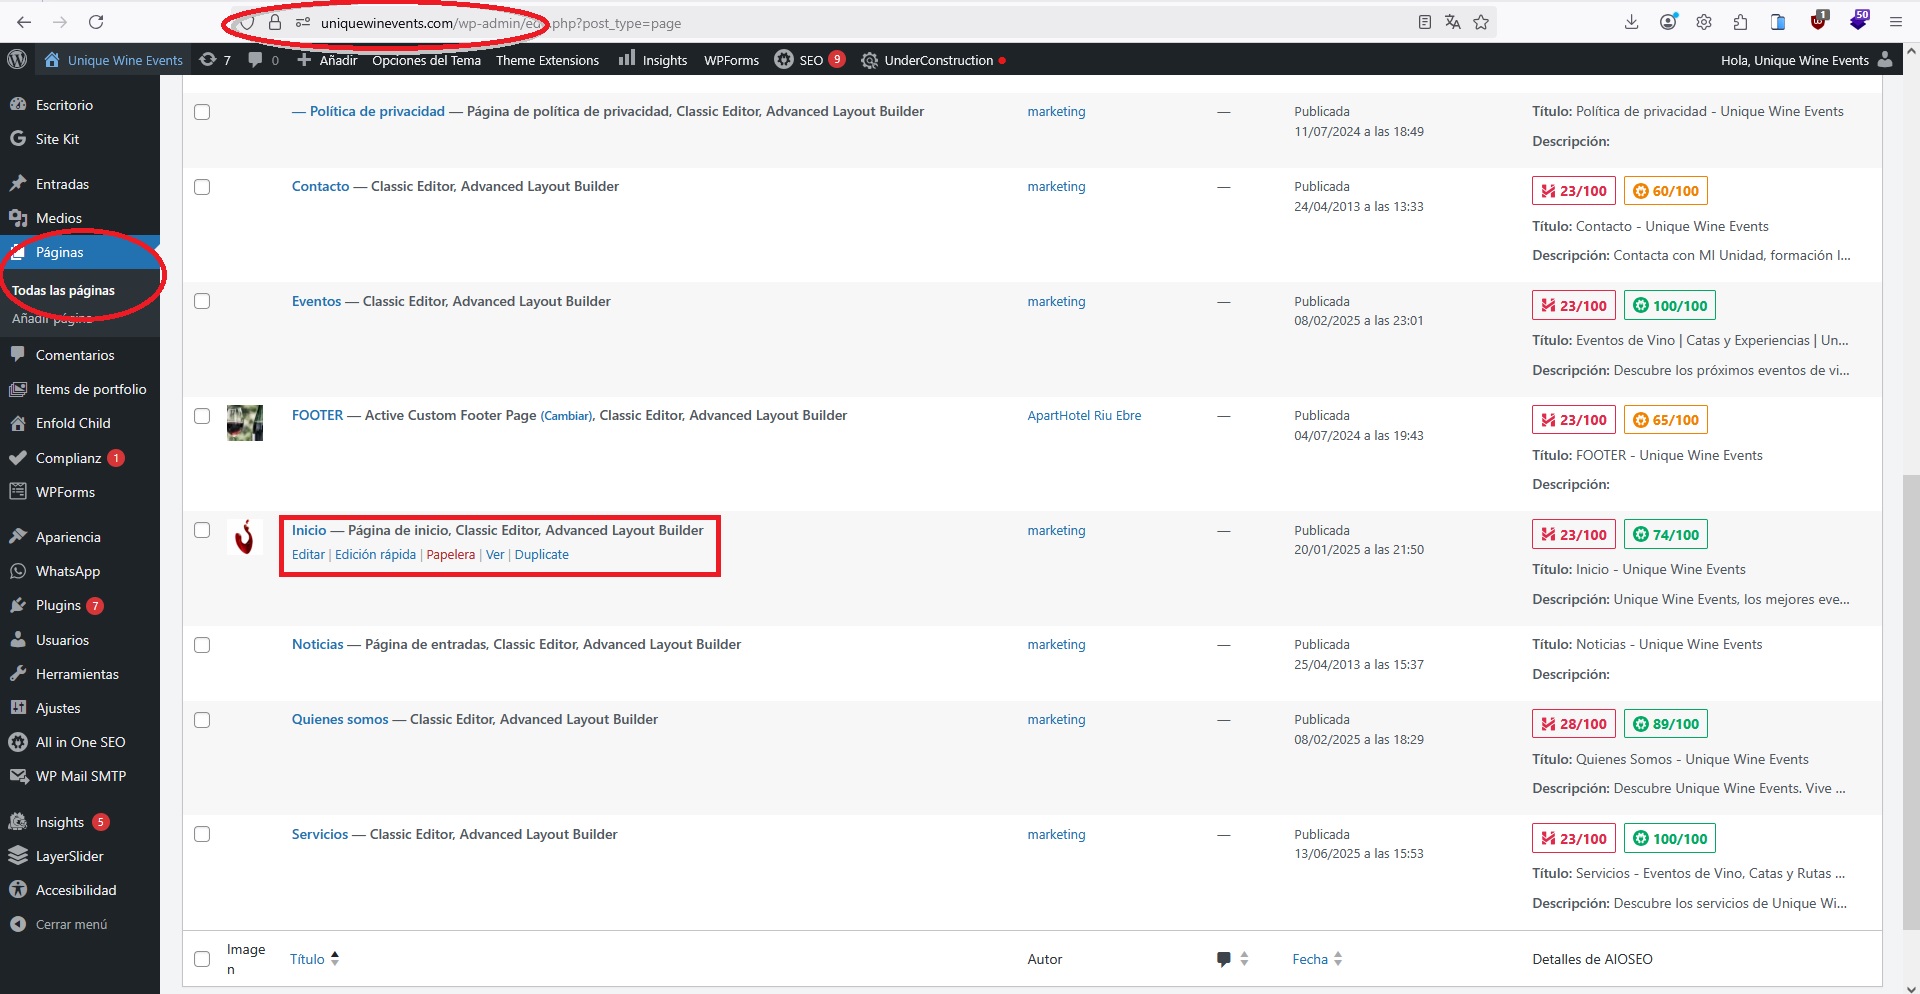 uniquewinevents.com/wp-admin/ed .php?post_type=page
1
50
Unique Wine Events
7
0
Añadir
Opciones del Tema
Theme Extensions
Insights
WPForms
SEO 9
UnderConstruction
Hola, Unique Wine Events
Escritorio
Site Kit
Entradas
Medios
Páginas
Todas las páginas
Añadir página
Comentarios
Items de portfolio
Enfold Child
Complianz 1
WPForms
Apariencia
WhatsApp
Plugins 7
Usuarios
Herramientas
Ajustes
All in One SEO
WP Mail SMTP
Insights 5
LayerSlider
Accesibilidad
Cerrar menú
— Política de privacidad — Página de política de privacidad, Classic Editor, Advanced Layout Builder
marketing
—
Publicada
11/07/2024 a las 18:49
Título: Política de privacidad - Unique Wine Events
Descripción:
Contacto — Classic Editor, Advanced Layout Builder
marketing
—
Publicada
24/04/2013 a las 13:33
23/100 60/100
Título: Contacto - Unique Wine Events
Descripción: Contacta con MI Unidad, formación l...
Eventos — Classic Editor, Advanced Layout Builder
marketing
—
Publicada
08/02/2025 a las 23:01
23/100 100/100
Título: Eventos de Vino | Catas y Experiencias | Un...
Descripción: Descubre los próximos eventos de vi...
FOOTER — Active Custom Footer Page (Cambiar), Classic Editor, Advanced Layout Builder
ApartHotel Riu Ebre
—
Publicada
04/07/2024 a las 19:43
23/100 65/100
Título: FOOTER - Unique Wine Events
Descripción:
Inicio — Página de inicio, Classic Editor, Advanced Layout Builder
Editar | Edición rápida | Papelera | Ver | Duplicate
marketing
—
Publicada
20/01/2025 a las 21:50
23/100 74/100
Título: Inicio - Unique Wine Events
Descripción: Unique Wine Events, los mejores eve...
Noticias — Página de entradas, Classic Editor, Advanced Layout Builder
marketing
—
Publicada
25/04/2013 a las 15:37
Título: Noticias - Unique Wine Events
Descripción:
Quienes somos — Classic Editor, Advanced Layout Builder
marketing
—
Publicada
08/02/2025 a las 18:29
28/100 89/100
Título: Quienes Somos - Unique Wine Events
Descripción: Descubre Unique Wine Events. Vive ...
Servicios — Classic Editor, Advanced Layout Builder
marketing
—
Publicada
13/06/2025 a las 15:53
23/100 100/100
Título: Servicios - Eventos de Vino, Catas y Rutas ...
Descripción: Descubre los servicios de Unique Wi...
Image
n
Título
Autor
Fecha
Detalles de AIOSEO